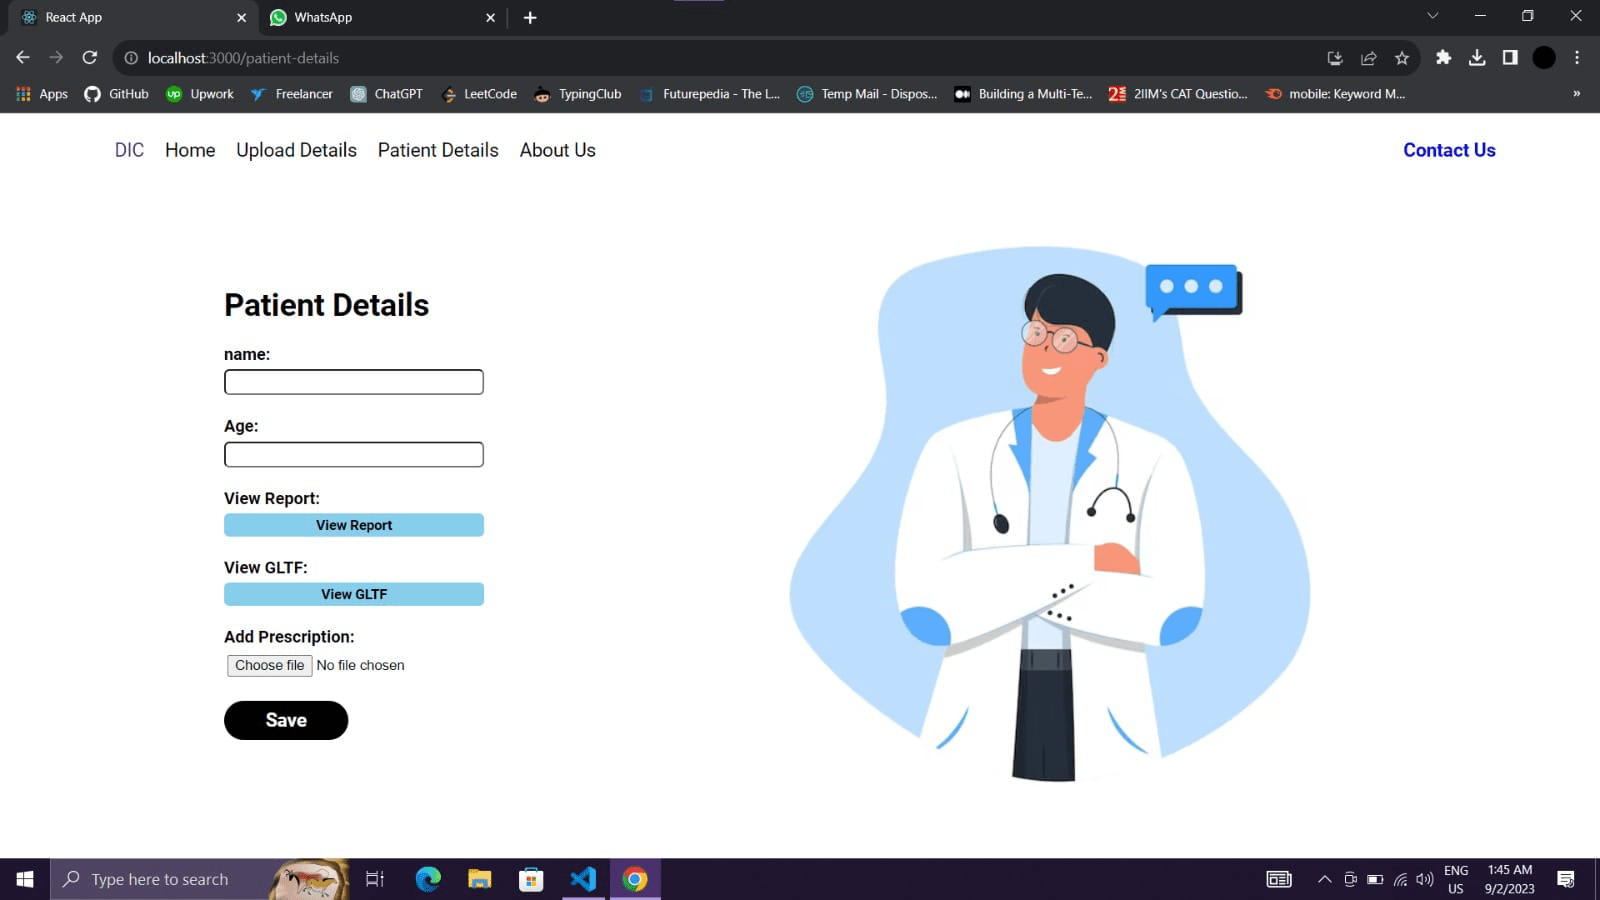 React App
WhatsApp
localhost:3000/patient-details
Apps GitHub Upwork Freelancer ChatGPT LeetCode TypingClub Futurepedia - The L... Temp Mail - Dispos... Building a Multi-Te... 2IIM's CAT Questio... mobile: Keyword M... »
DIC Home Upload Details Patient Details About Us Contact Us
Patient Details
name:
Age:
View Report:
View Report
View GLTF:
View GLTF
Add Prescription:
Choose file No file chosen
Save
Type here to search
ENG
US
1:45 AM
9/2/2023